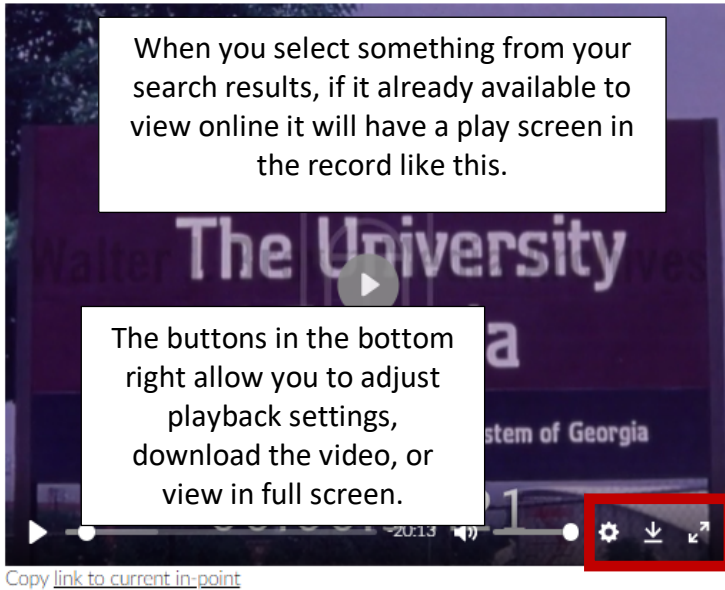 When you select something from your
search results, if it already available to
view online it will have a play screen in
the record like this.
The University
Walter
The buttons in the bottom
right allow you to adjust
playback settings,
download the video, or
view in full screen.
a
stem of Georgia
-20:13
Copy link to current in-point